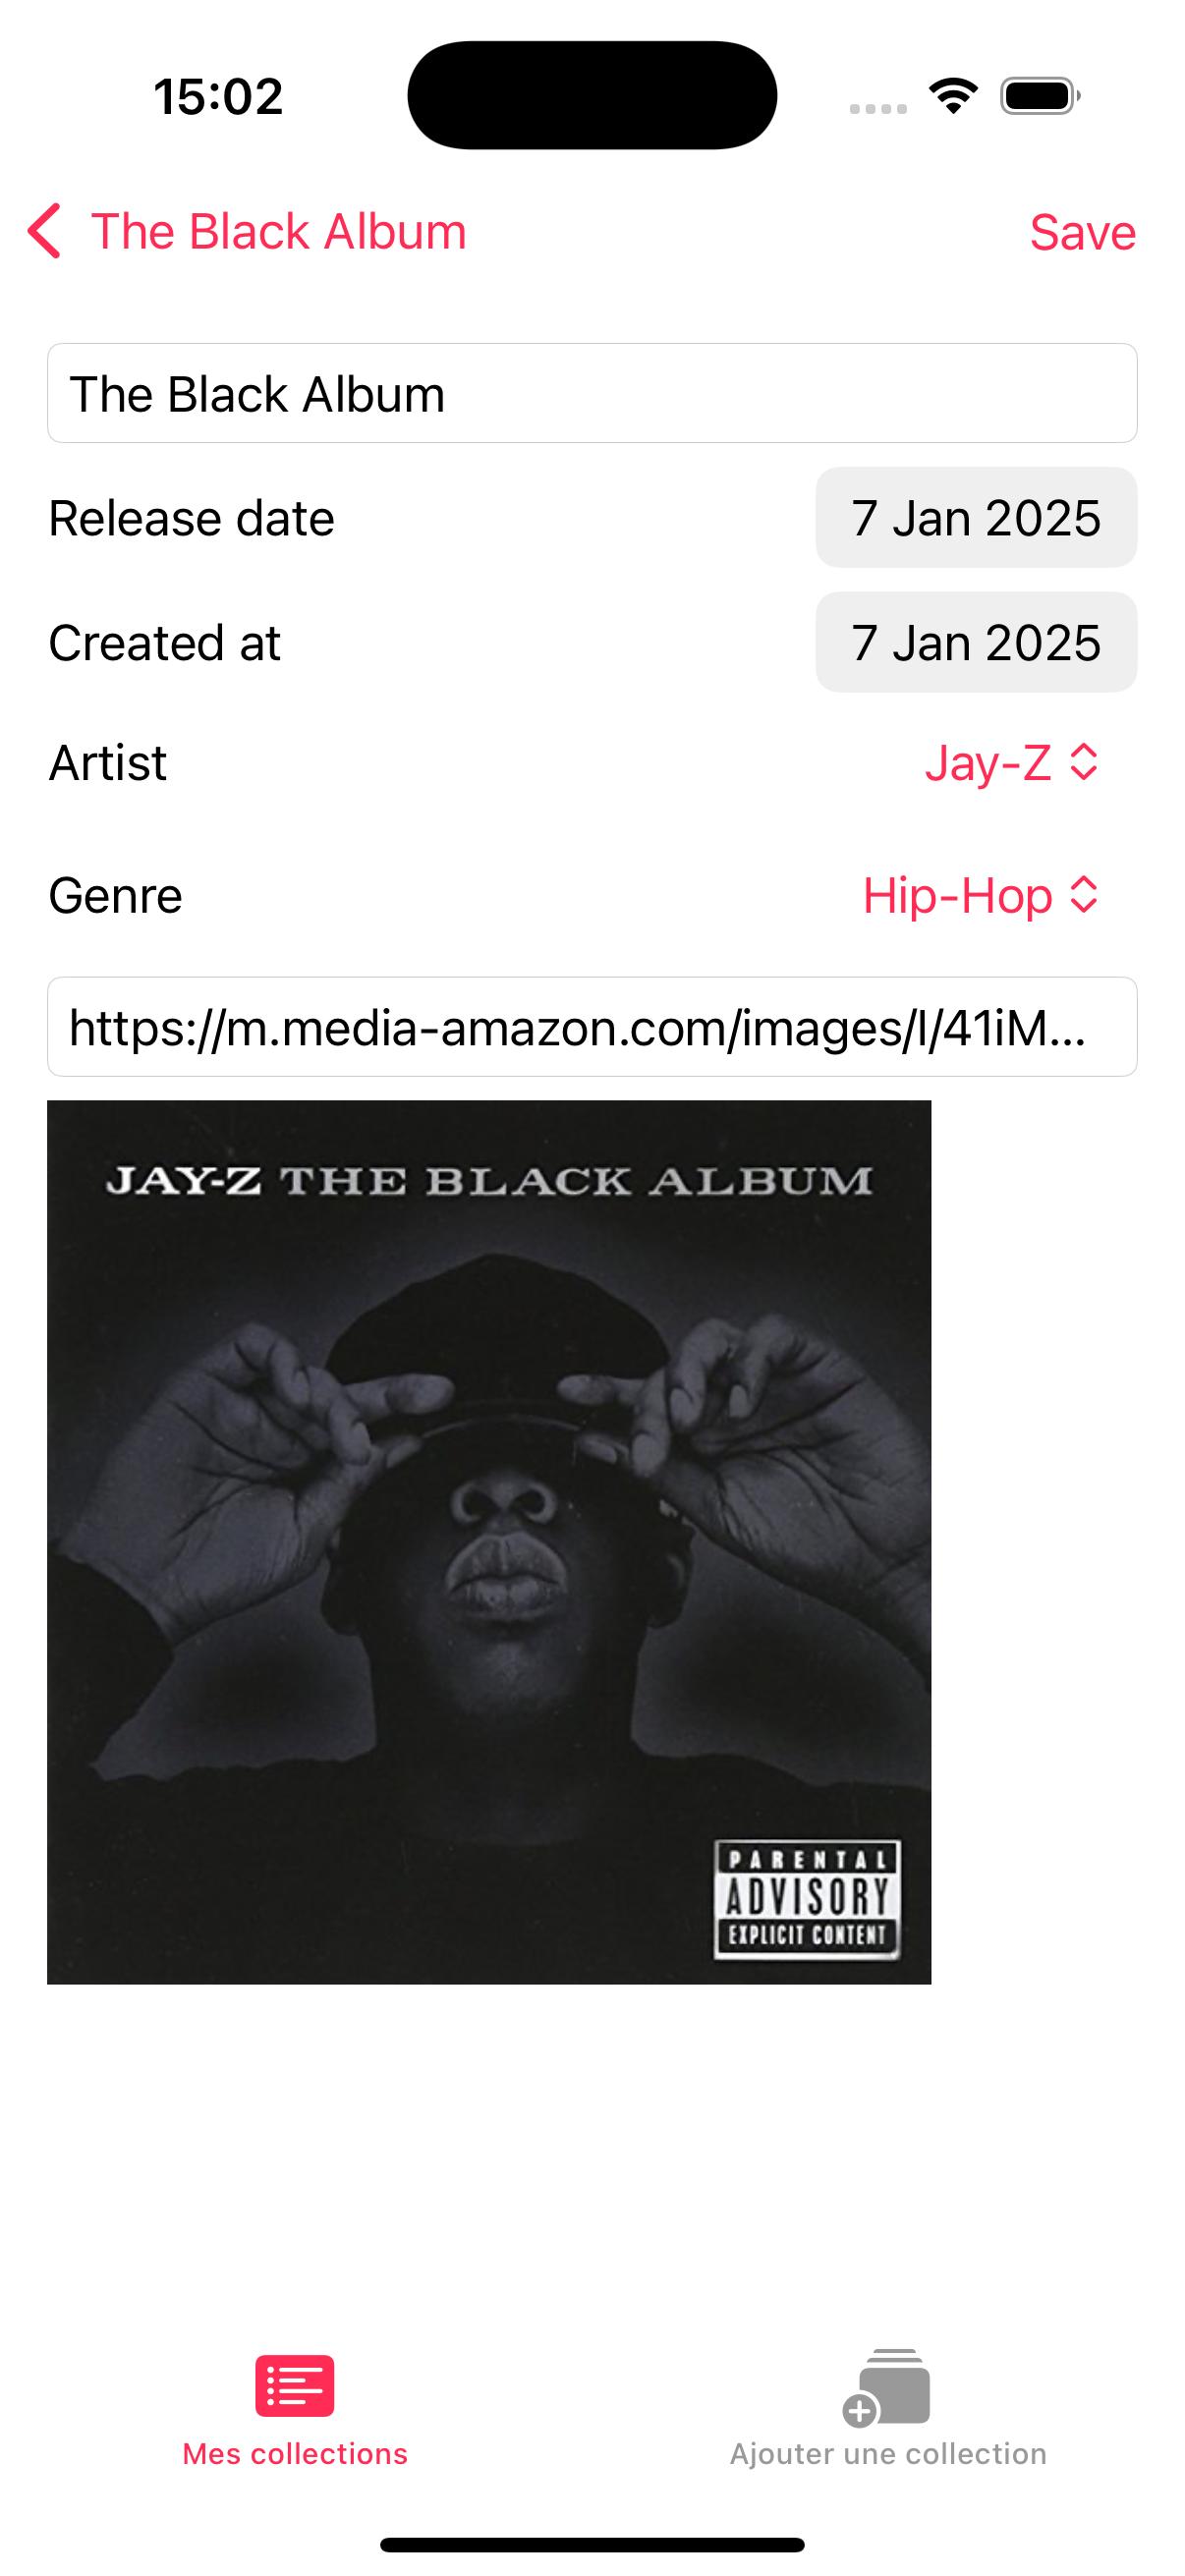 15:02
The Black Album
Save
The Black Album
Release date
7 Jan 2025
Created at
7 Jan 2025
Artist
Jay-Z
Genre
Hip-Hop
https://m.media-amazon.com/images/I/41iM...
JAY-Z THE BLACK ALBUM
PARENTAL
ADVISORY
EXPLICIT CONTENT
Mes collections
Ajouter une collection